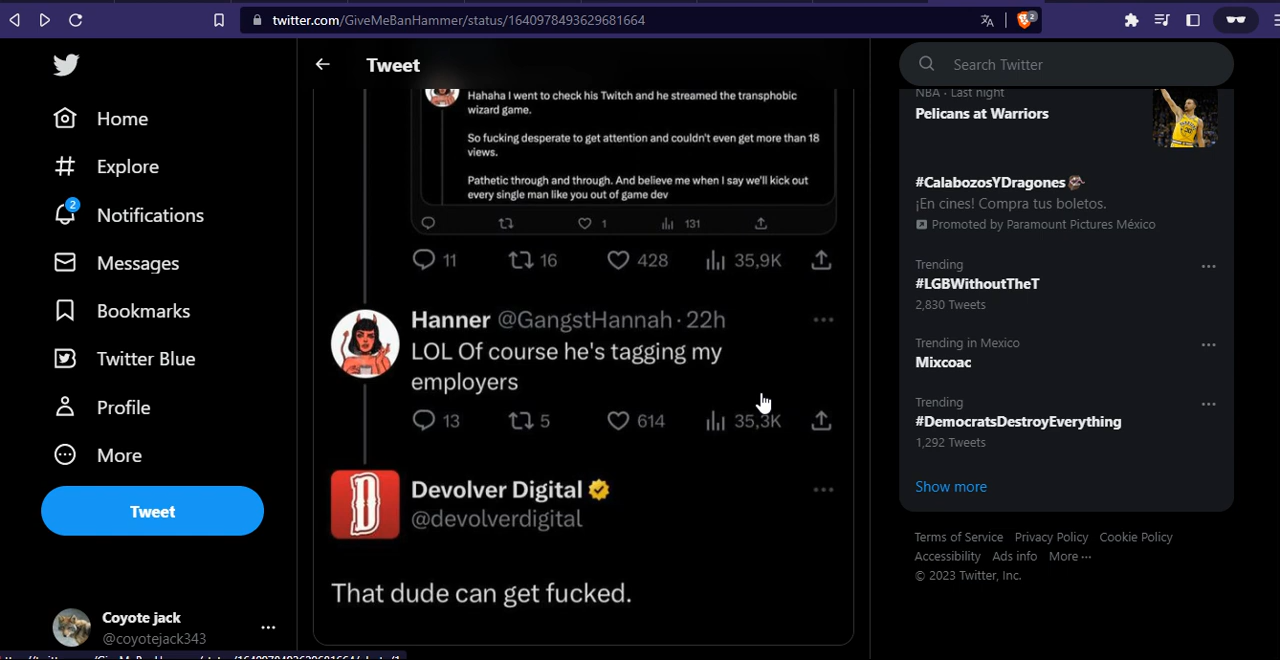 twitter.com/GiveMeBanHammer/status/1640978493629681664
2
Home
Explore
2
Notifications
Messages
Bookmarks
Twitter Blue
Profile
More
Tweet
Coyote jack
@coyotejack343
Tweet
Hahaha I went to check his Twitch and he streamed the transphobic
wizard game.
So fucking desperate to get attention and couldn't even get more than 18
views.
Pathetic through and through. And believe me when I say we'll kick out
every single man like you out of game dev
1 131
11 16 428 35,9K
Hanner @GangstHannah · 22h
LOL Of course he's tagging my
employers
13 5 614 35,3K
Devolver Digital
@devolverdigital
That dude can get fucked.
Search Twitter
NBA · Last night
Pelicans at Warriors
#CalabozosYDragones
¡En cines! Compra tus boletos.
Promoted by Paramount Pictures México
Trending
#LGBWithoutTheT
2,830 Tweets
Trending in Mexico
Mixcoac
Trending
#DemocratsDestroyEverything
1,292 Tweets
Show more
Terms of Service Privacy Policy Cookie Policy
Accessibility Ads info More ···
© 2023 Twitter, Inc.